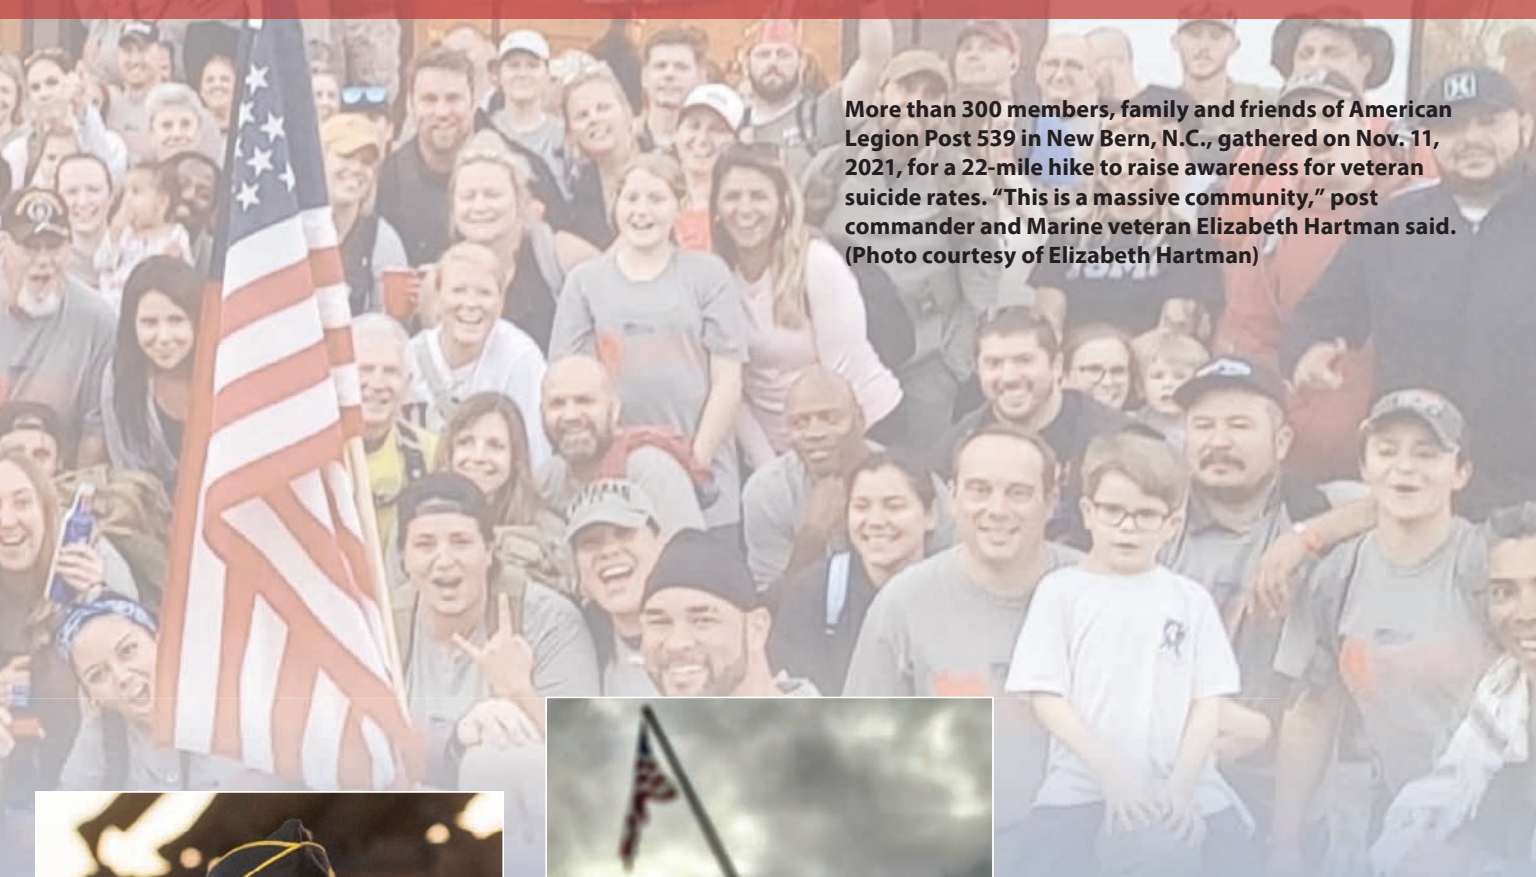 More than 300 members, family and friends of American
Legion Post 539 in New Bern, N.C., gathered on Nov. 11,
2021, for a 22-mile hike to raise awareness for veteran
suicide rates. “This is a massive community,” post
commander and Marine veteran Elizabeth Hartman said.
(Photo courtesy of Elizabeth Hartman)